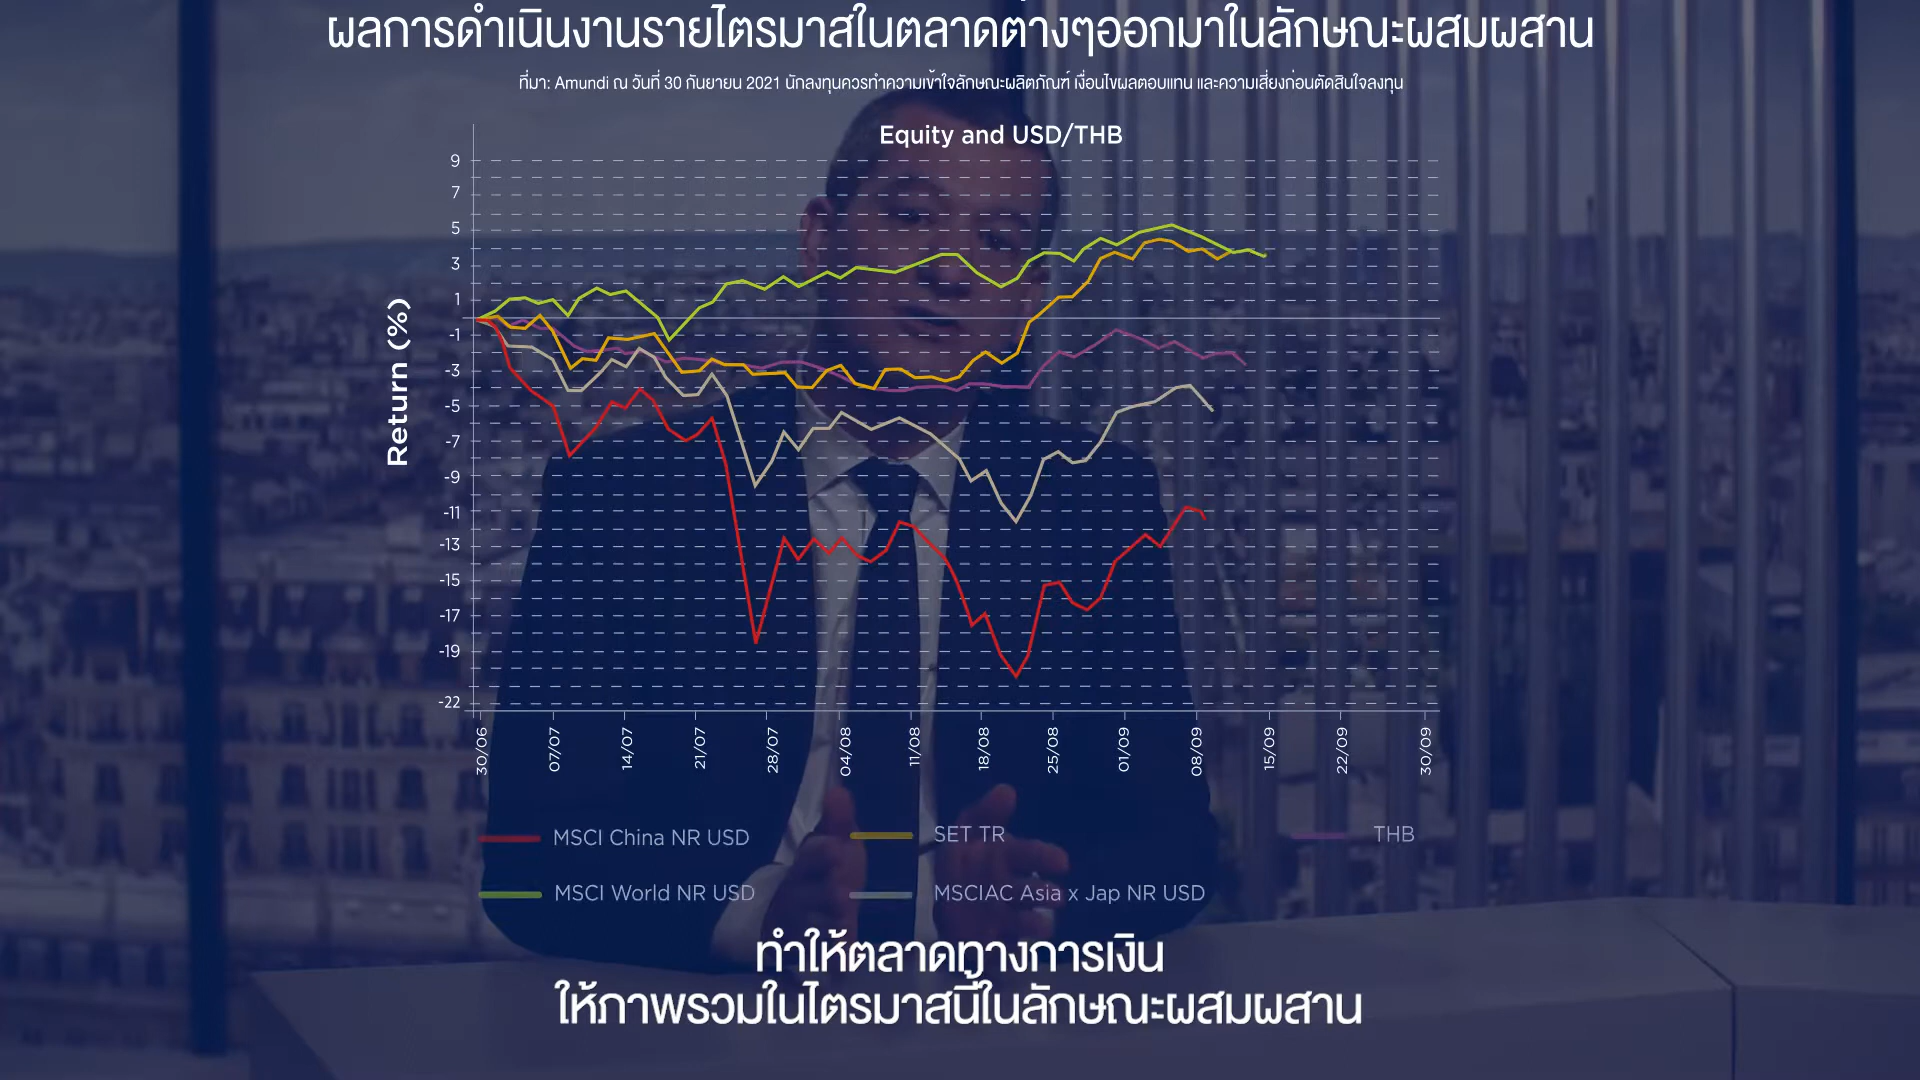 ผลการดำเนินงานรายไตรมาสในตลาดต่างๆออกมาในลักษณะผสมผสาน
ที่มา: Amundi ณ วันที่ 30 กันยายน 2021 นักลงทุนควรทำความเข้าใจลักษณะผลิตภัณฑ์ เงื่อนไขผลตอบแทน และความเสี่ยงก่อนตัดสินใจลงทุน
Equity and USD/THB
Return (%)
9
7
5
3
1
-1
-3
-5
-7
-9
-11
-13
-15
-17
-19
-22
30/06 07/07 14/07 21/07 28/07 04/08 11/08 18/08 25/08 01/09 08/09 15/09 22/09 30/09
MSCI China NR USD SET TR THB
MSCI World NR USD MSCIAC Asia x Jap NR USD
ทำให้ตลาดทางการเงิน
ให้ภาพรวมในไตรมาสนี้ในลักษณะผสมผสาน